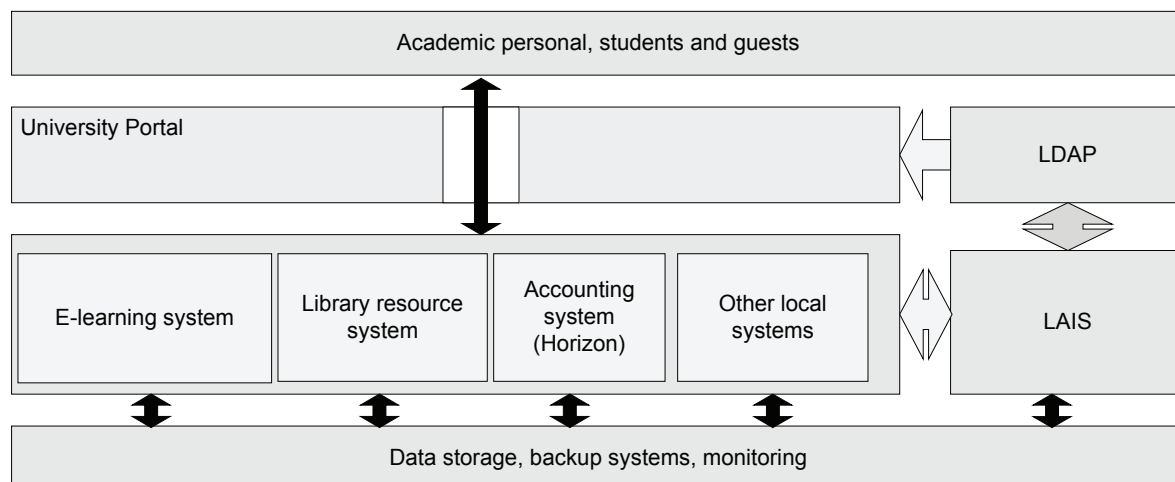 Academic personal, students and guests
University Portal
LDAP
E-learning system
Library resource
system
Accounting
system
(Horizon)
Other local
systems
LAIS
Data storage, backup systems, monitoring